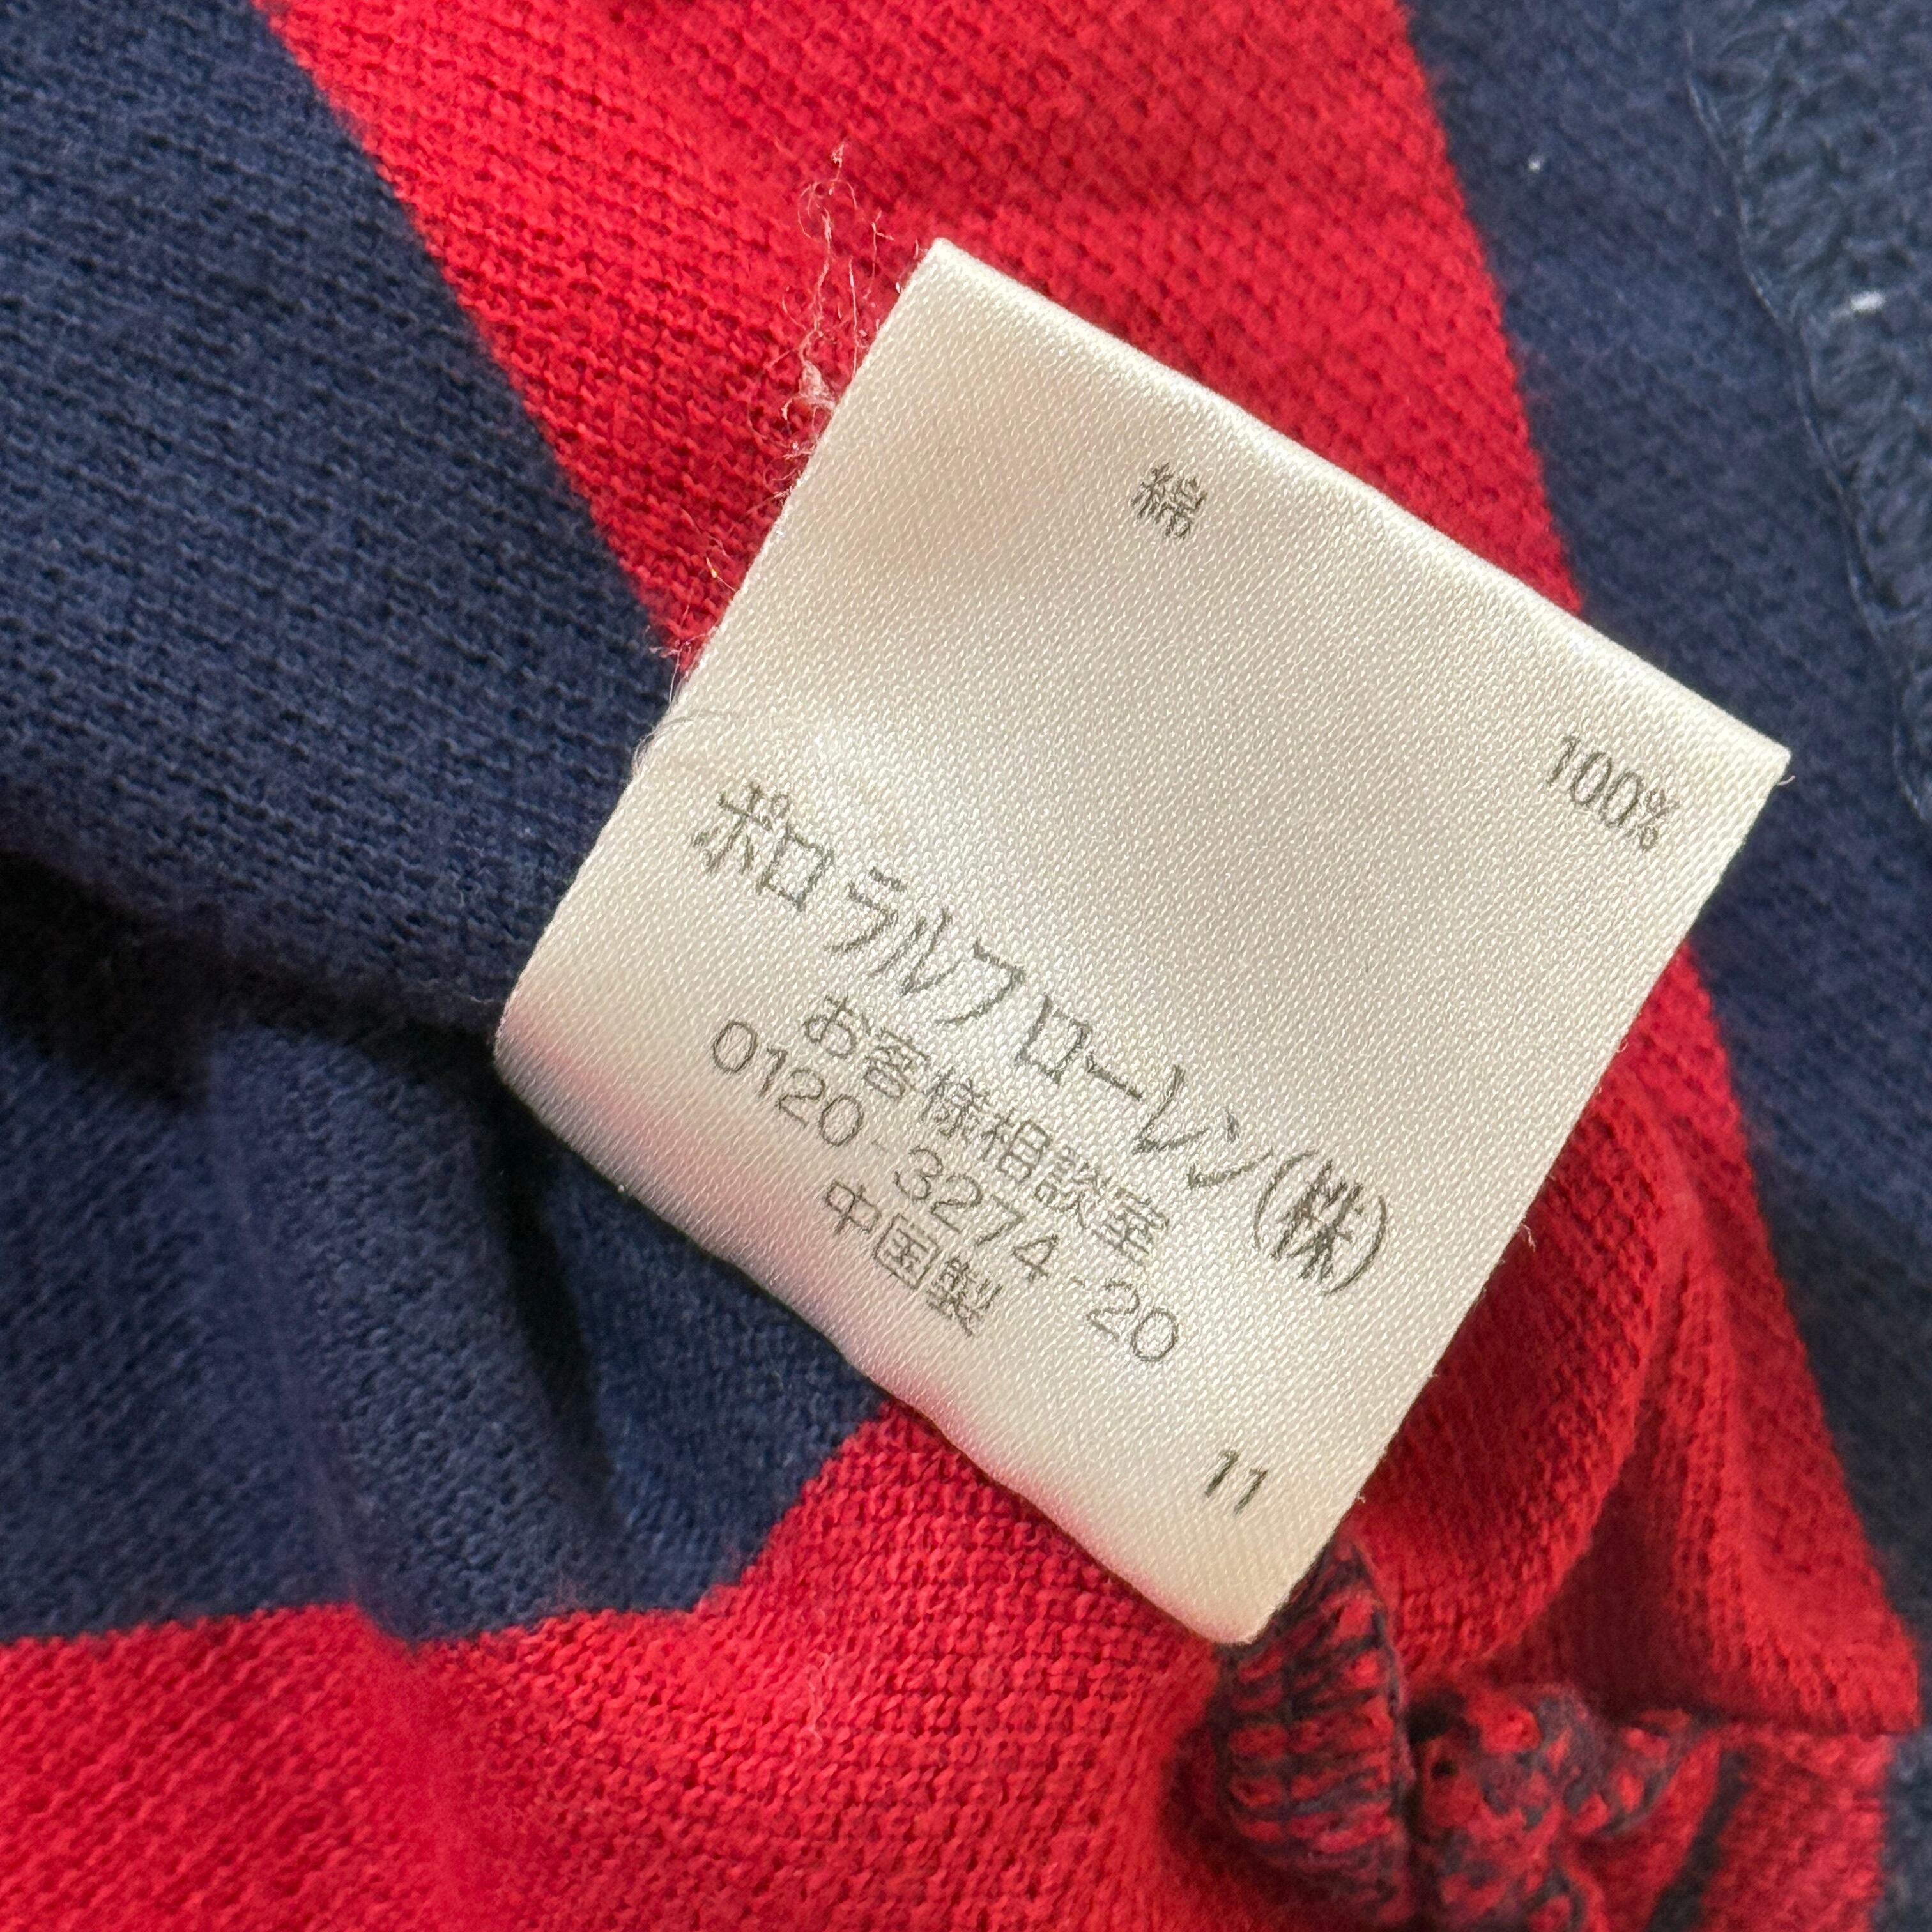 綿 100%
ポロ ラルフ ローレン(株)
お客様相談室
0120-3274-20
中国製
11